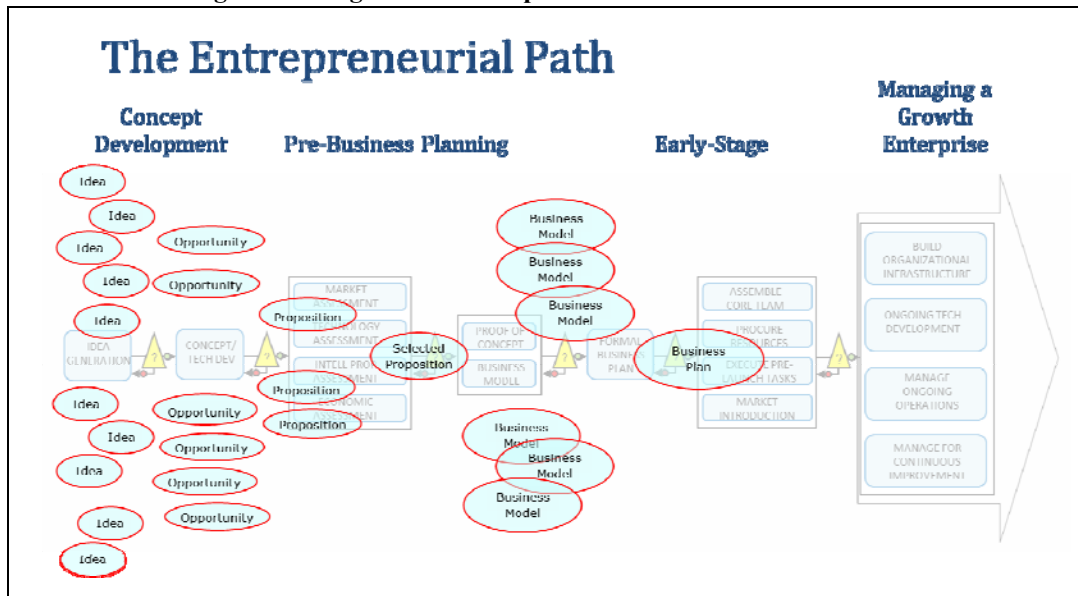 The Entrepreneurial Path
Concept
Development
Pre-Business Planning
Early-Stage
Managing a
Growth
Enterprise
Idea
Idea
Idea
Idea
Idea
Opportunity
Opportunity
IDEA
GENERATION
?
CONCEPT/
TECH DEV
?
MARKET
ASSESSMENT
TECHNOLOGY
ASSESSMENT
INTELL PROP
ASSESSMENT
ECONOMIC
ASSESSMENT
Proposition
Selected
Proposition
Proposition
Proposition
Business
Model
Business
Model
Business
Model
PROOF OF
CONCEPT
BUSINESS
MODEL
?
FORMAL
BUSINESS
PLAN
Business
Plan
ASSEMBLE
CORE TEAM
PROCURE
RESOURCES
EXECUTE PRE-
LAUNCH TASKS
MARKET
INTRODUCTION
?
BUILD
ORGANIZATIONAL
INFRASTRUCTURE
ONGOING TECH
DEVELOPMENT
MANAGE
ONGOING
OPERATIONS
MANAGE FOR
CONTINUOUS
IMPROVEMENT
Idea
Idea
Idea
Idea
Idea
Opportunity
Opportunity
Opportunity
Opportunity
Business
Model
Business
Model
Business
Model